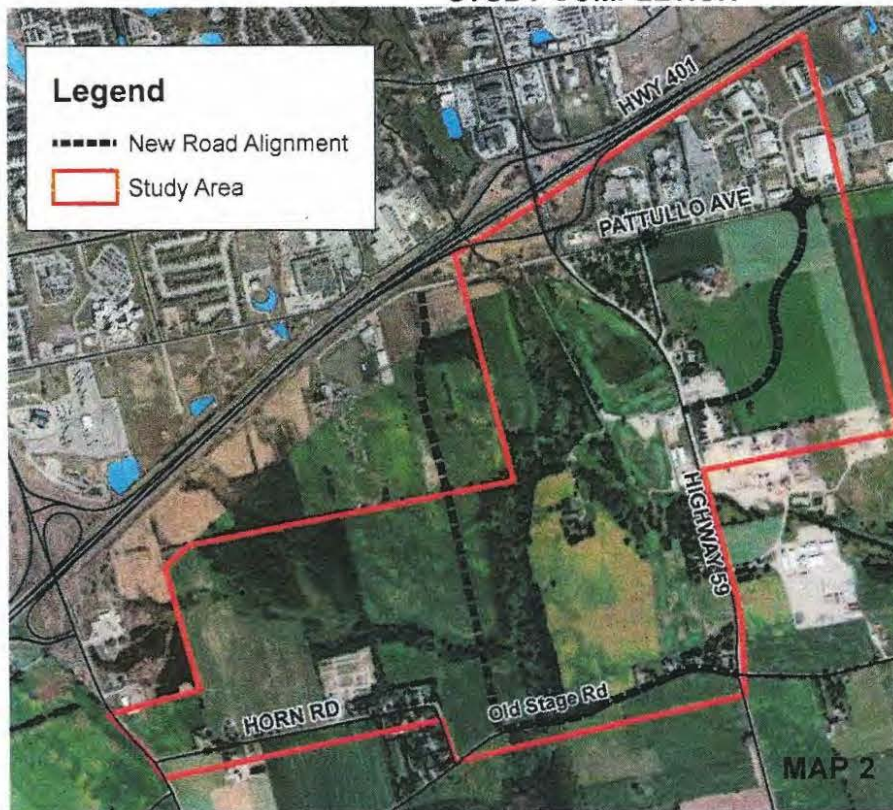 Legend
New Road Alignment
Study Area
HWY 401
PATTULLO AVE
HIGHWAY 59
HORN RD
Old Stage Rd
MAP 2